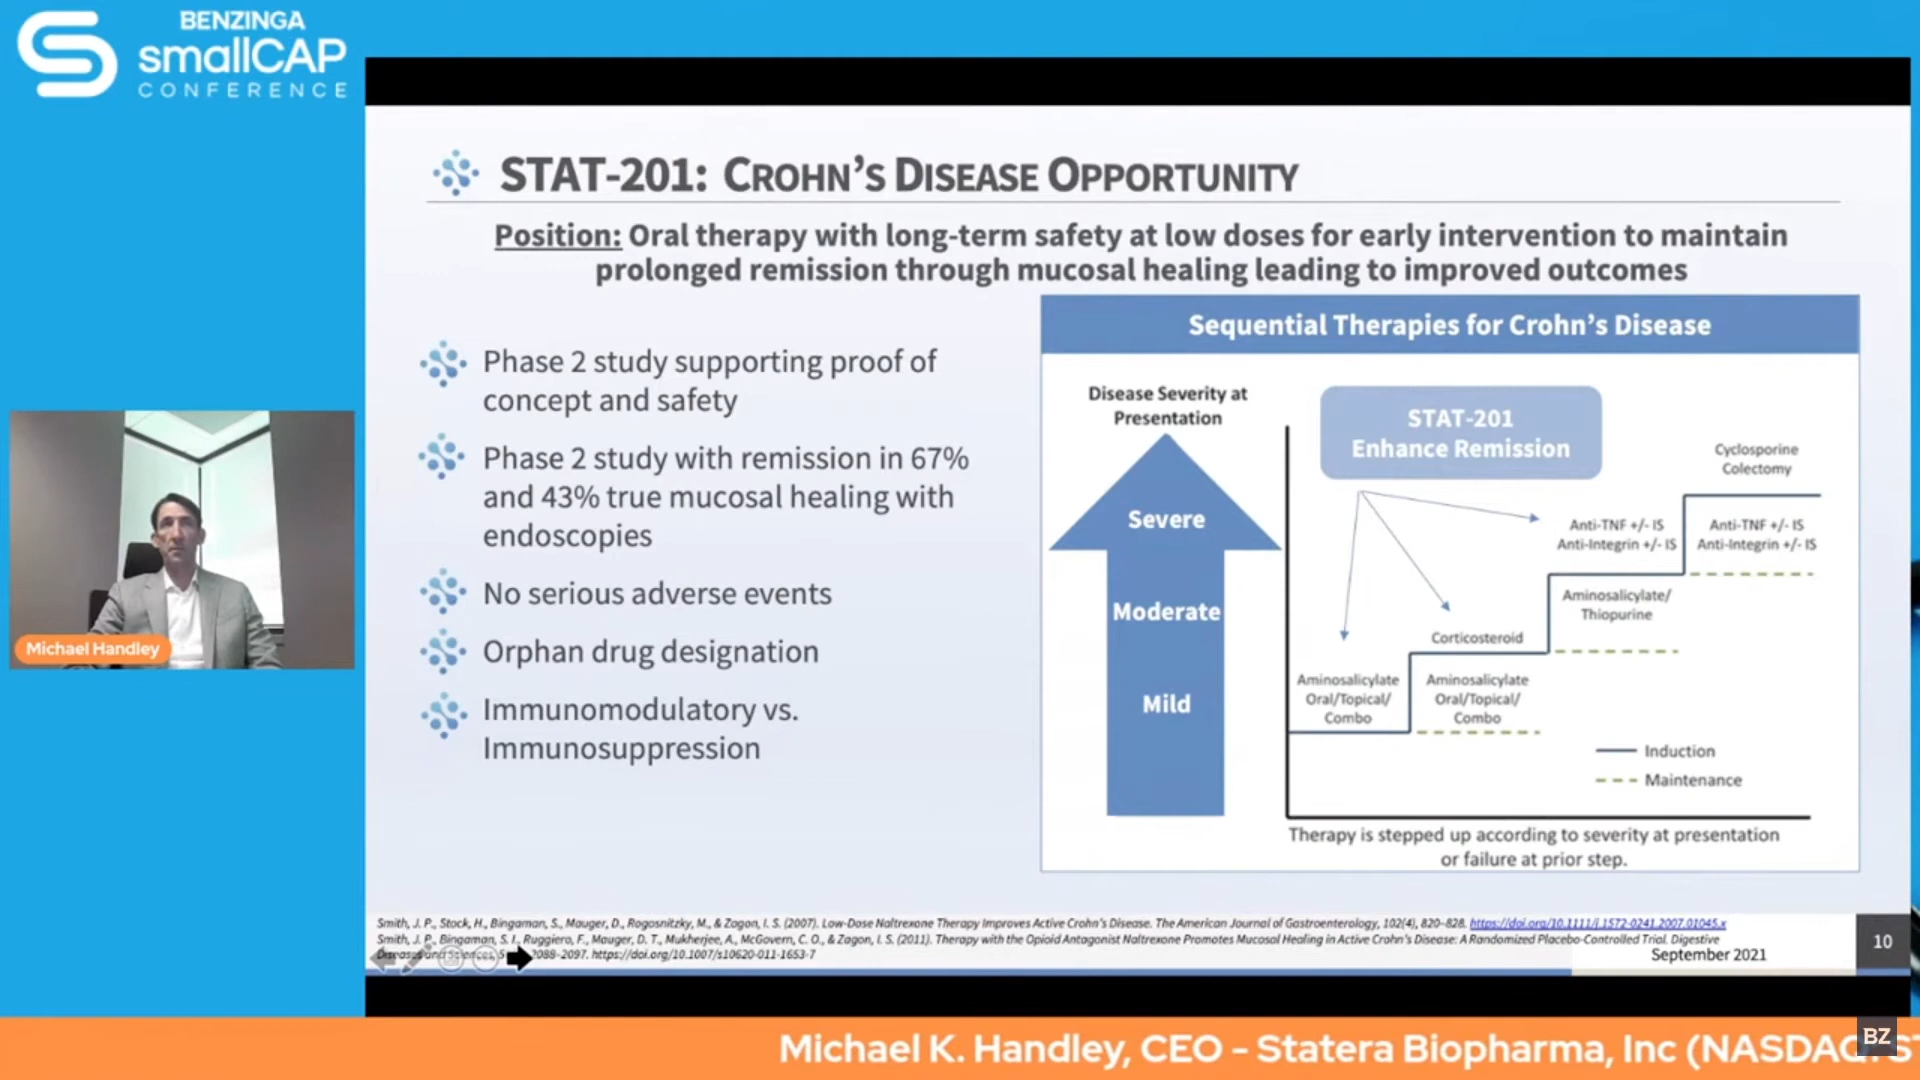 BENZINGA
smallCAP
CONFERENCE
STAT-201: CROHN'S DISEASE OPPORTUNITY
Position: Oral therapy with long-term safety at low doses for early intervention to maintain
prolonged remission through mucosal healing leading to improved outcomes
Phase 2 study supporting proof of
concept and safety
Phase 2 study with remission in 67%
and 43% true mucosal healing with
endoscopies
No serious adverse events
Orphan drug designation
Immunomodulatory vs.
Immunosuppression
Sequential Therapies for Crohn's Disease
Disease Severity at
Presentation
Severe
Moderate
Mild
STAT-201
Enhance Remission
Cyclosporine
Colectomy
Anti-TNF +/- IS
Anti-Integrin +/- IS
Anti-TNF +/- IS
Anti-Integrin +/- IS
Aminosalicylate/
Thiopurine
Corticosteroid
Aminosalicylate
Oral/Topical/
Combo
Aminosalicylate
Oral/Topical/
Combo
Induction
Maintenance
Therapy is stepped up according to severity at presentation
or failure at prior step.
Michael Handley
Smith, J. P., Stock, H., Bingaman, S., Mauger, D., Rogosnitzky, M., & Zagon, I. S. (2007). Low-Dose Naltrexone Therapy Improves Active Crohn's Disease. The American Journal of Gastroenterology, 102(4), 820–828. https://doi.org/10.1111/j.1572-0241.2007.01045.x
Smith, J. P., Bingaman, S. I., Ruggiero, F., Mauger, D. T., Mukherjee, A., McGovern, C. O., & Zagon, I. S. (2011). Therapy with the Opioid Antagonist Naltrexone Promotes Mucosal Healing in Active Crohn's Disease: A Randomized Placebo-Controlled Trial. Digestive
Diseases and Sciences, 2088–2097. https://doi.org/10.1007/s10620-011-1653-7
September 2021
10
Michael K. Handley, CEO - Statera Biopharma, Inc (NASDAQ: ST
BZ